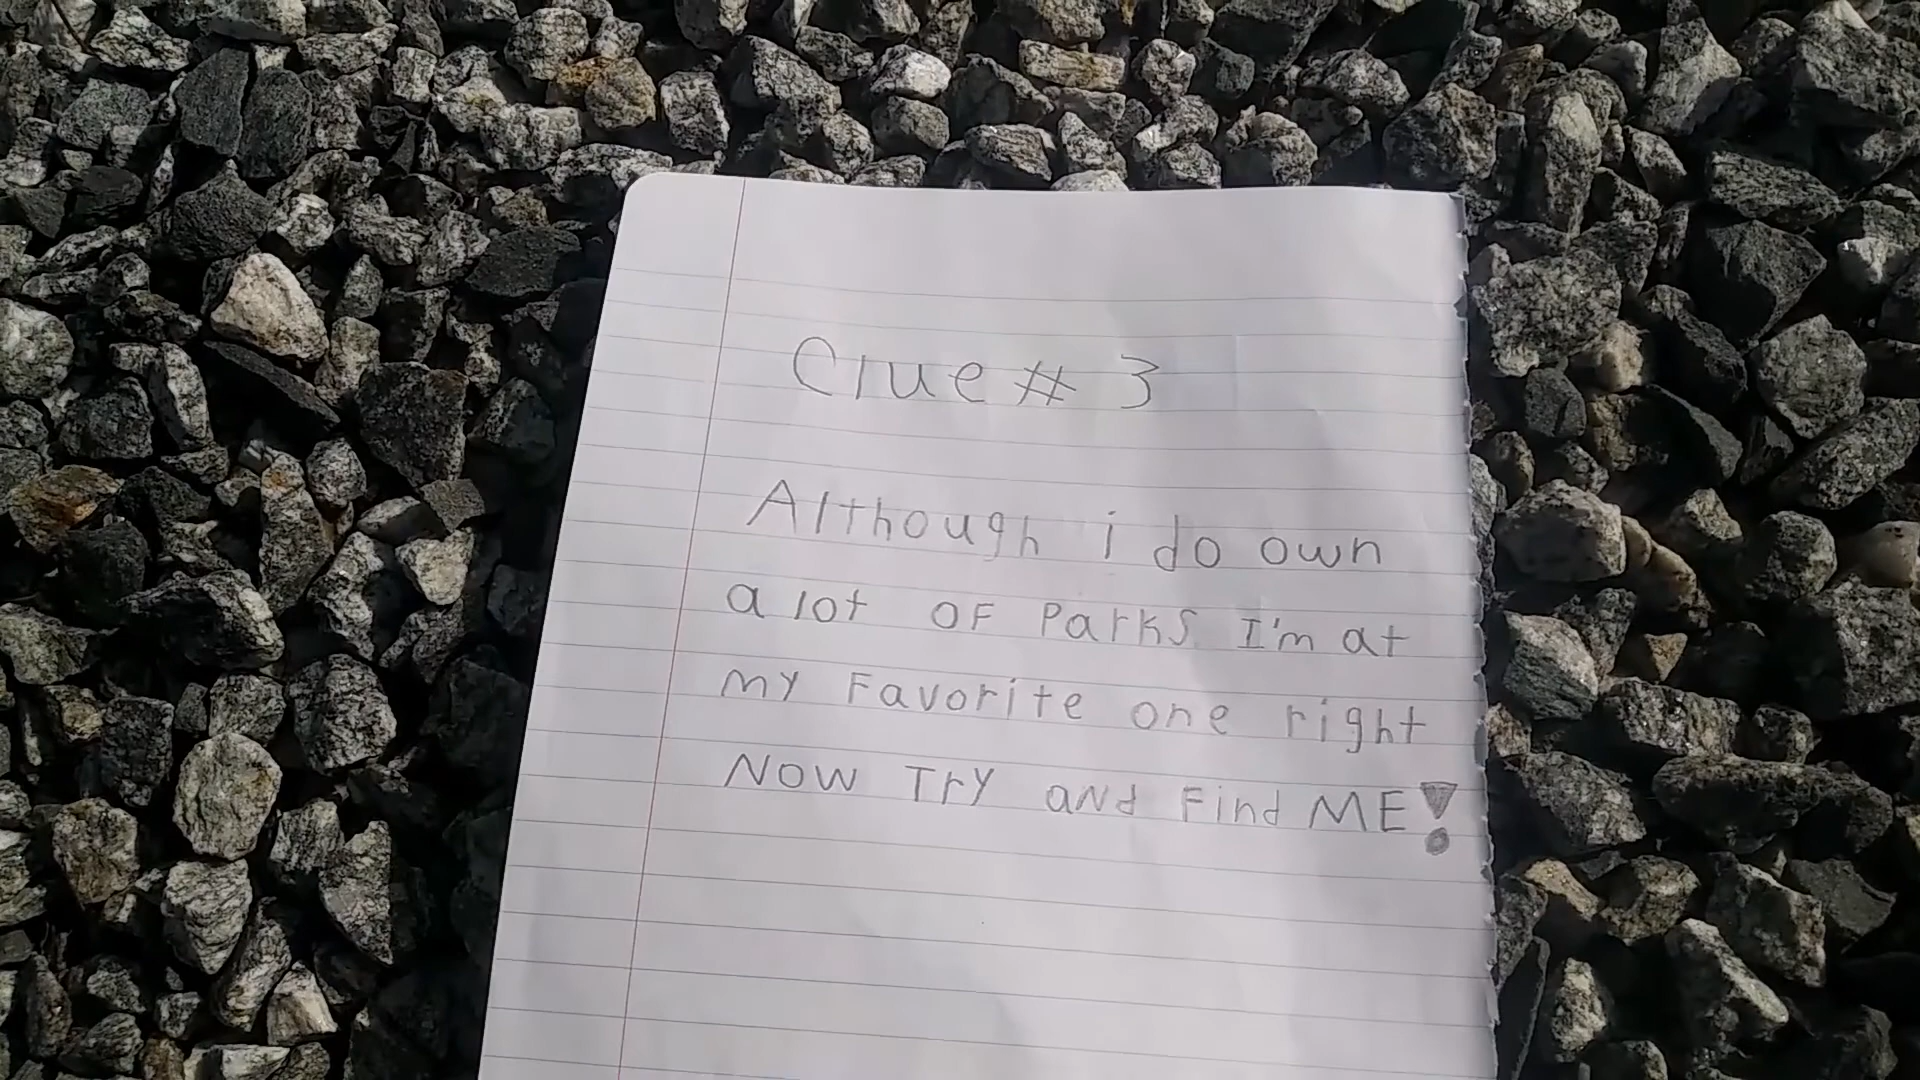 Clue # 3
Although i do own
a lot OF Parks I'm at
my Favorite one right
NOW Try and Find ME!